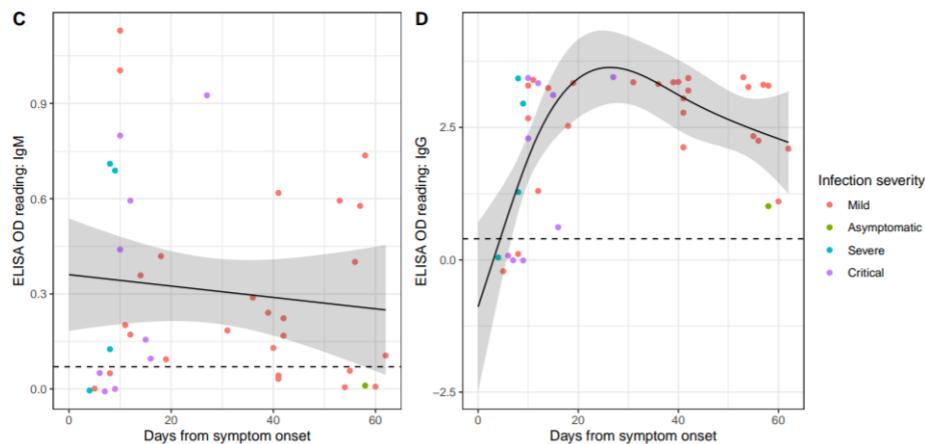 C
ELISA OD reading: IgM
0.9
0.6
0.3
0.0
0 20 40 60
Days from symptom onset
D
ELISA OD reading: IgG
2.5
0.0
−2.5
0 20 40 60
Days from symptom onset
Infection severity
Mild
Asymptomatic
Severe
Critical